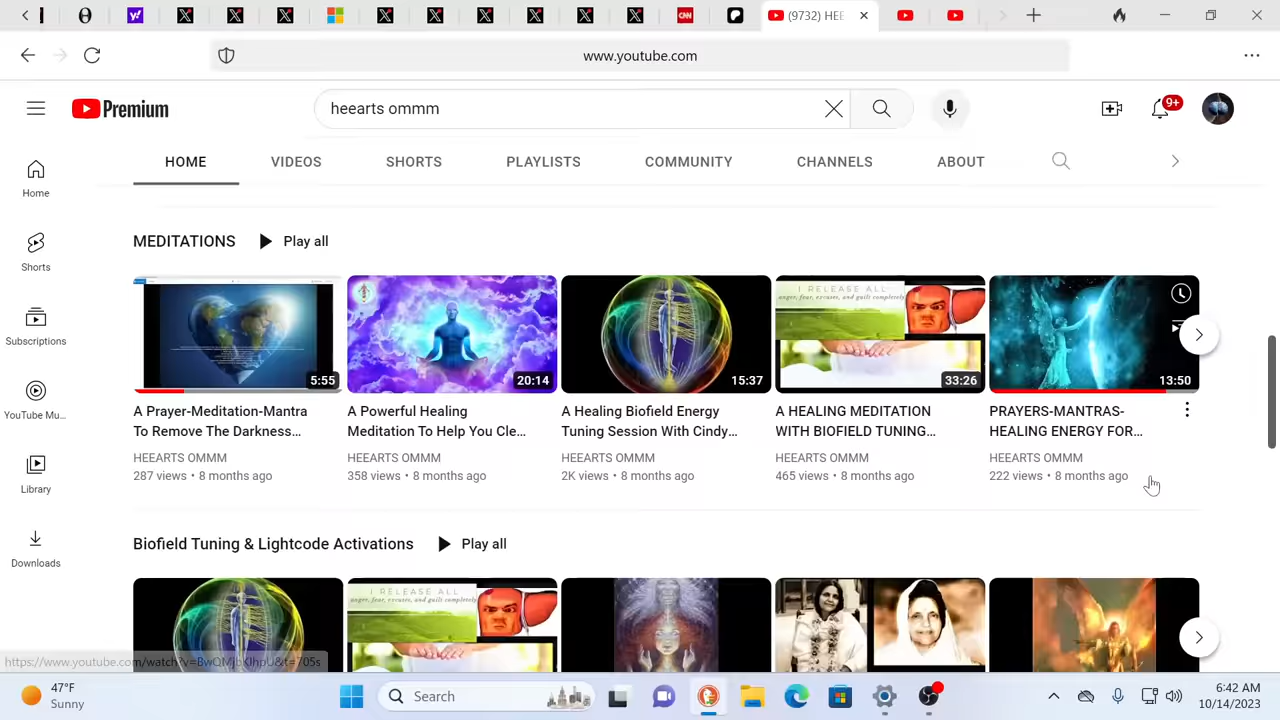 (9732) HEE
www.youtube.com
Premium
heearts ommm
9+
HOME VIDEOS SHORTS PLAYLISTS COMMUNITY CHANNELS ABOUT
Home
Shorts
Subscriptions
YouTube Mu...
Library
Downloads
MEDITATIONS Play all
I RELEASE ALL
anger, fear, excuses, and guilt completely
5:55
20:14
15:37
33:26
13:50
A Prayer-Meditation-Mantra
To Remove The Darkness...
HEEARTS OMMM
287 views • 8 months ago
A Powerful Healing
Meditation To Help You Cle...
HEEARTS OMMM
358 views • 8 months ago
A Healing Biofield Energy
Tuning Session With Cindy...
HEEARTS OMMM
2K views • 8 months ago
A HEALING MEDITATION
WITH BIOFIELD TUNING...
HEEARTS OMMM
465 views • 8 months ago
PRAYERS-MANTRAS-
HEALING ENERGY FOR...
HEEARTS OMMM
222 views • 8 months ago
Biofield Tuning & Lightcode Activations Play all
I RELEASE ALL
anger, fear, excuses, and guilt completely
47°F
Sunny
Search
6:42 AM
10/14/2023